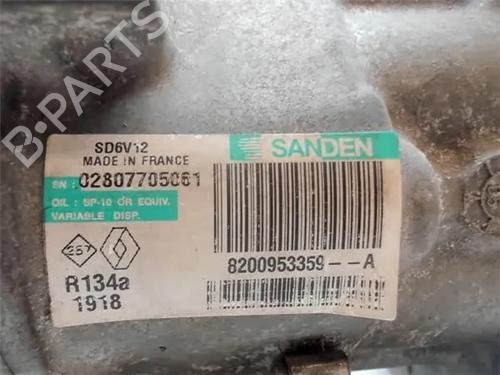 B-PARTS
SD6V12
MADE IN FRANCE
SANDEN
SN: 02807705061
OIL : SP-10 OR EQUIV.
VARIABLE DISP.
257
R134a
1918
8200953359--A